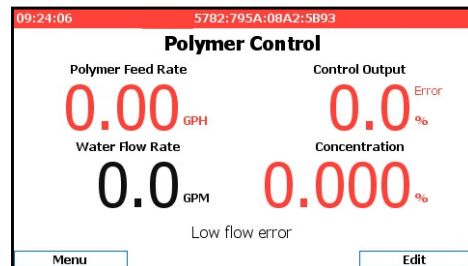 09:24:06 5782:795A:08A2:5B93
Polymer Control
Polymer Feed Rate Control Output
0.00 GPH 0.0 Error %
Water Flow Rate Concentration
0.0 GPM 0.000 %
Low flow error
Menu Edit